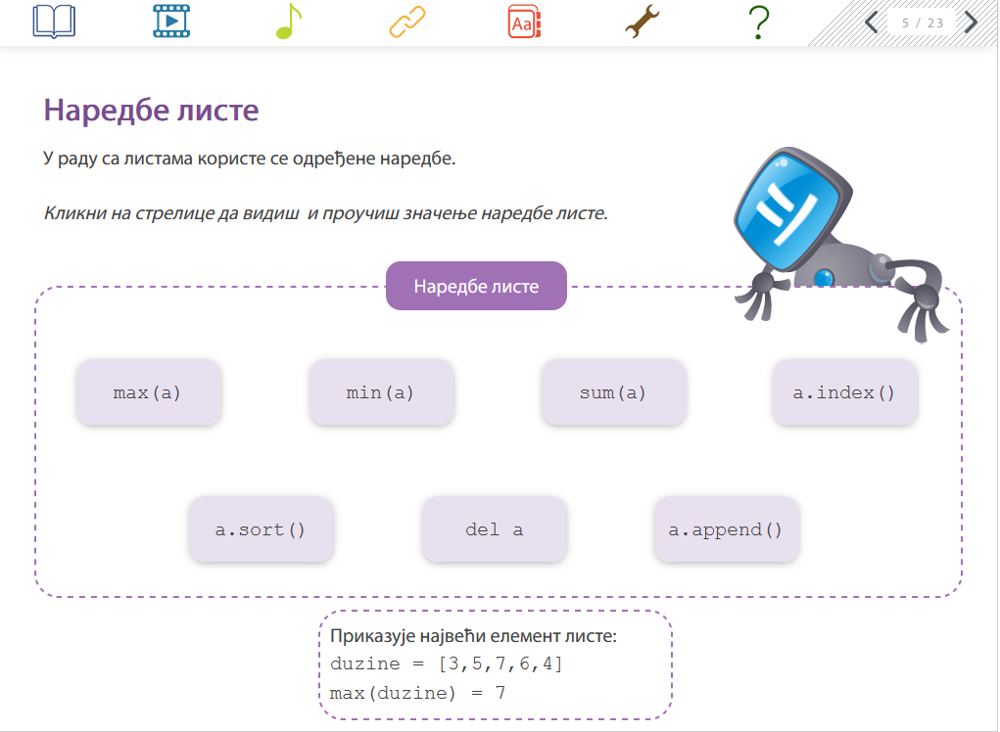 Aa
5 / 23
Наредбе листе
У раду са листама користе се одређене наредбе.
Кликни на стрелице да видиш и проучиш значење наредбе листе.
Наредбе листе
max(a)
min(a)
sum(a)
a.index()
a.sort()
del a
a.append()
Приказује највећи елемент листе:
duzine = [3,5,7,6,4]
max(duzine) = 7